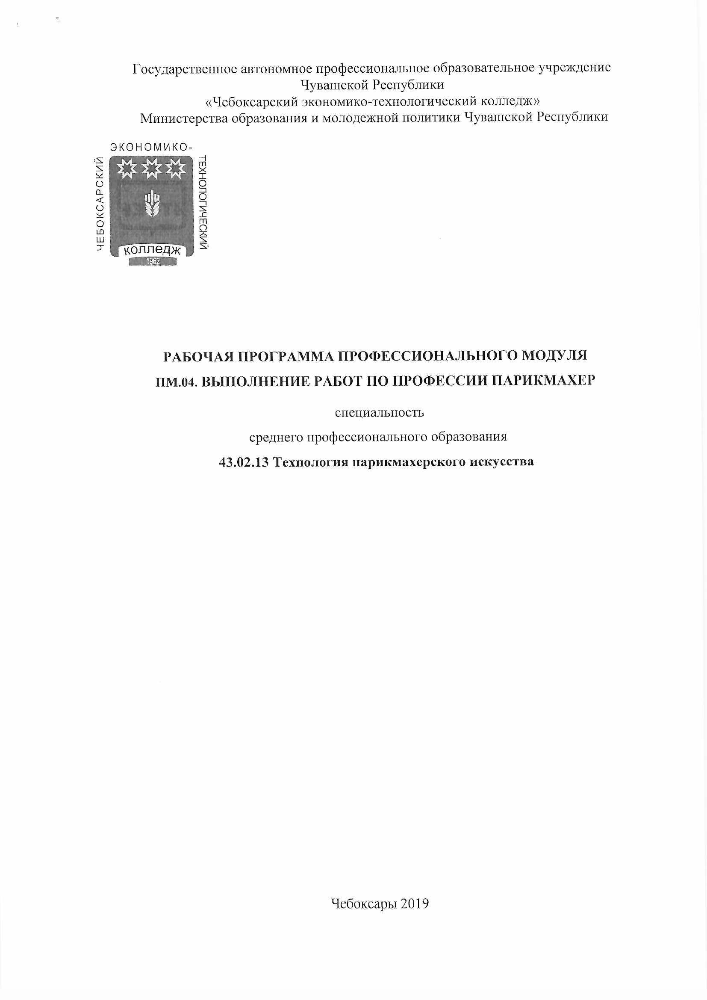 Государственное автономное профессиональное образовательное учреждение
Чувашской Республики
«Чебоксарский экономико-технологический колледж»
Министерства образования и молодежной политики Чувашской Республики
ЧЕБОКСАРСКИЙ
ЭКОНОМИКО-
ТЕХНОЛОГИЧЕСКИЙ
колледж
1962
РАБОЧАЯ ПРОГРАММА ПРОФЕССИОНАЛЬНОГО МОДУЛЯ
ПМ.04. ВЫПОЛНЕНИЕ РАБОТ ПО ПРОФЕССИИ ПАРИКМАХЕР
специальность
среднего профессионального образования
43.02.13 Технология парикмахерского искусства
Чебоксары 2019